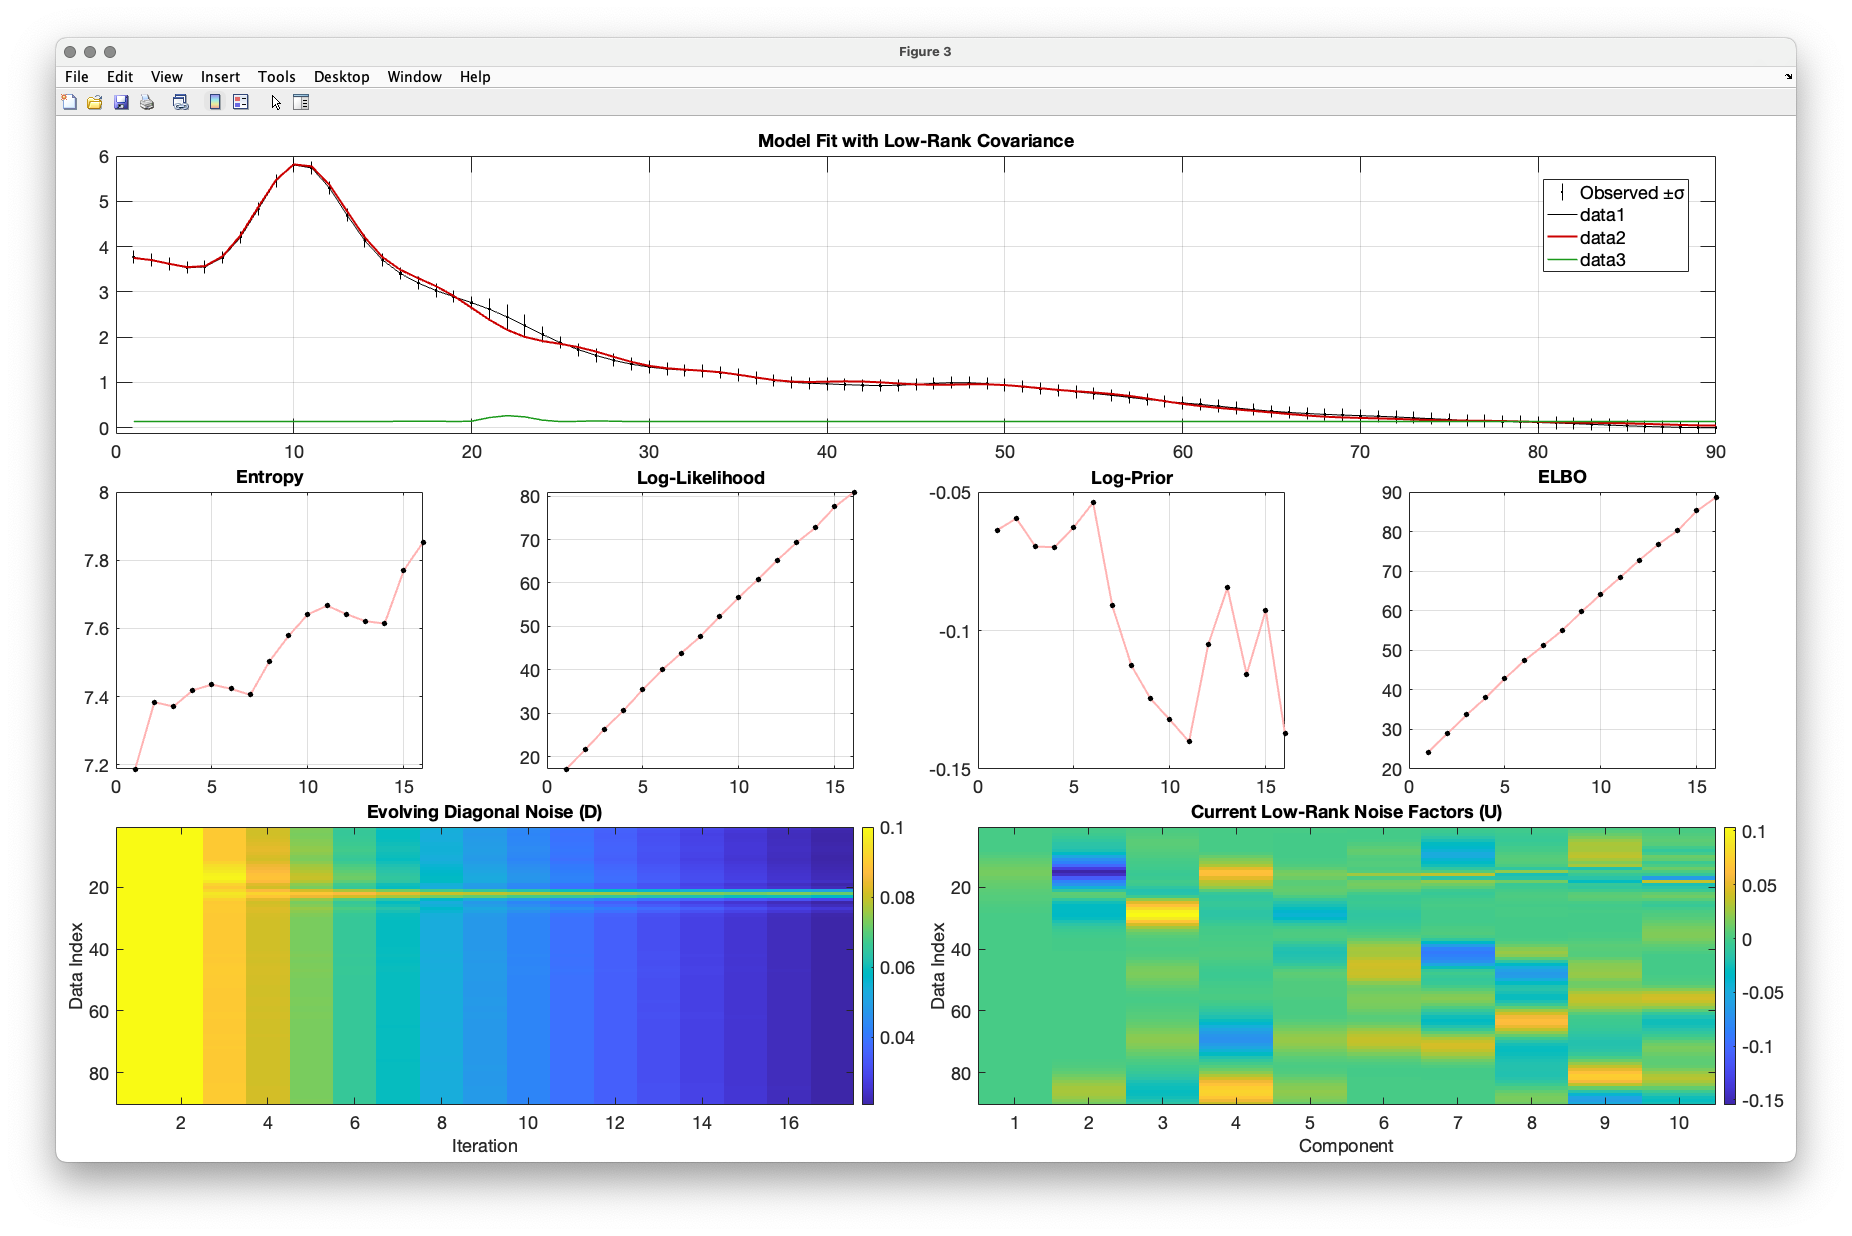 Figure 3
File Edit View Insert Tools Desktop Window Help
Model Fit with Low-Rank Covariance
6
5
4
3
2
1
0
0 10 20 30 40 50 60 70 80 90
Observed ±σ
data1
data2
data3
Entropy
8
7.8
7.6
7.4
7.2
0 5 10 15
Log-Likelihood
80
70
60
50
40
30
20
0 5 10 15
Log-Prior
-0.05
-0.1
-0.15
0 5 10 15
ELBO
90
80
70
60
50
40
30
20
0 5 10 15
Evolving Diagonal Noise (D)
Data Index
20
40
60
80
2 4 6 8 10 12 14 16
Iteration
0.1
0.08
0.06
0.04
Current Low-Rank Noise Factors (U)
Data Index
20
40
60
80
1 2 3 4 5 6 7 8 9 10
Component
0.1
0.05
0
-0.05
-0.1
-0.15